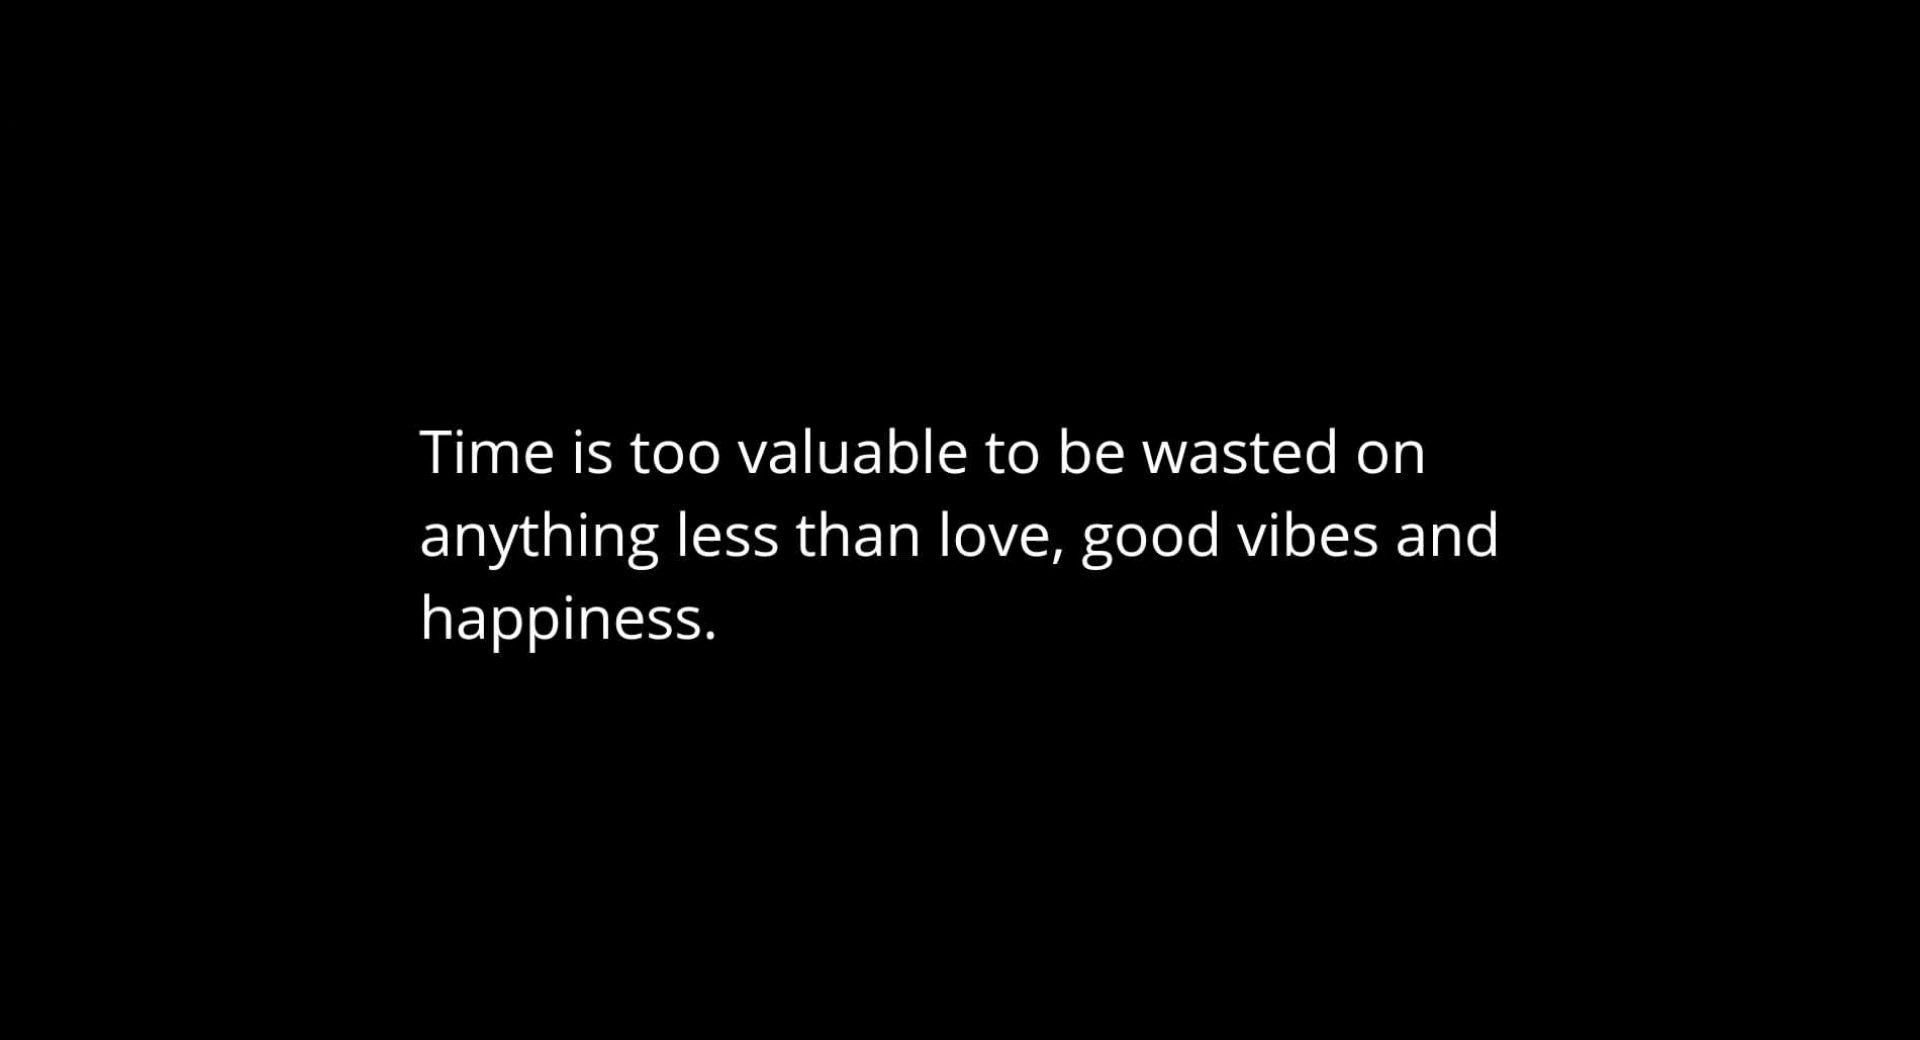 Time is too valuable to be wasted on
anything less than love, good vibes and
happiness.